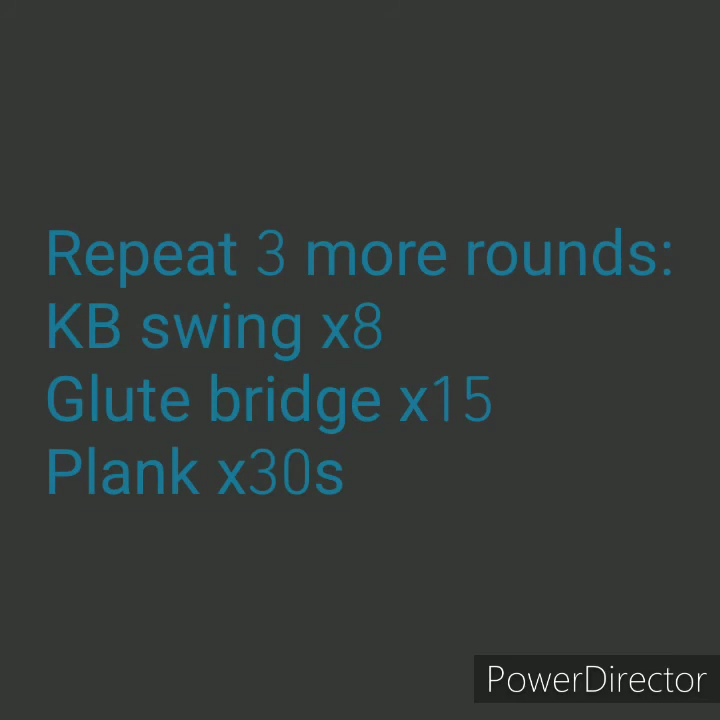 Repeat 3 more rounds:
KB swing x8
Glute bridge x15
Plank x30s
PowerDirector